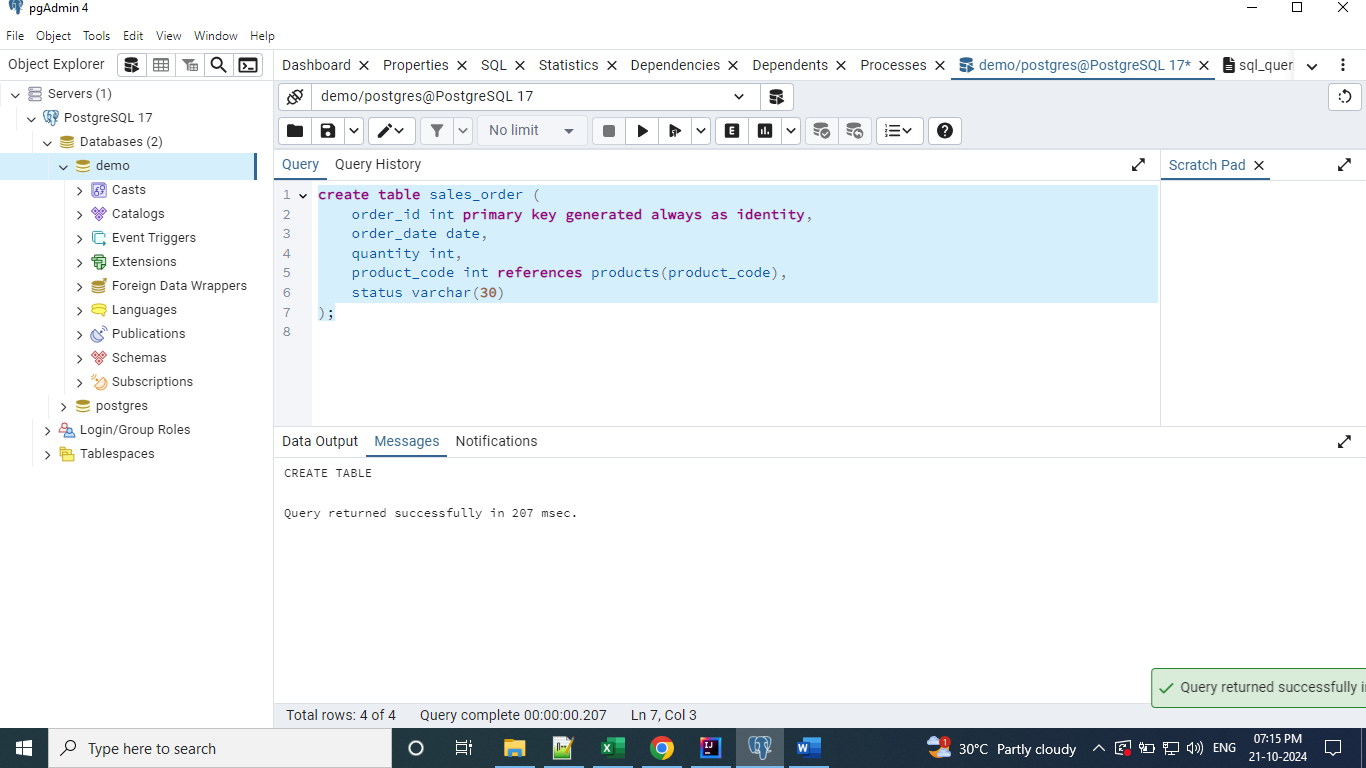 pgAdmin 4
File Object Tools Edit View Window Help
Object Explorer
Dashboard Properties SQL Statistics Dependencies Dependents Processes demo/postgres@PostgreSQL 17* sql_quer
Servers (1)
PostgreSQL 17
Databases (2)
demo
Casts
Catalogs
Event Triggers
Extensions
Foreign Data Wrappers
Languages
Publications
Schemas
Subscriptions
postgres
Login/Group Roles
Tablespaces
demo/postgres@PostgreSQL 17
No limit
E
Query Query History
Scratch Pad
1 create table sales_order (
2 order_id int primary key generated always as identity,
3 order_date date,
4 quantity int,
5 product_code int references products(product_code),
6 status varchar(30)
7 );
8
Data Output Messages Notifications
CREATE TABLE
Query returned successfully in 207 msec.
Query returned successfully i
Total rows: 4 of 4 Query complete 00:00:00.207 Ln 7, Col 3
Type here to search
1 30°C Partly cloudy ENG 07:15 PM
21-10-2024